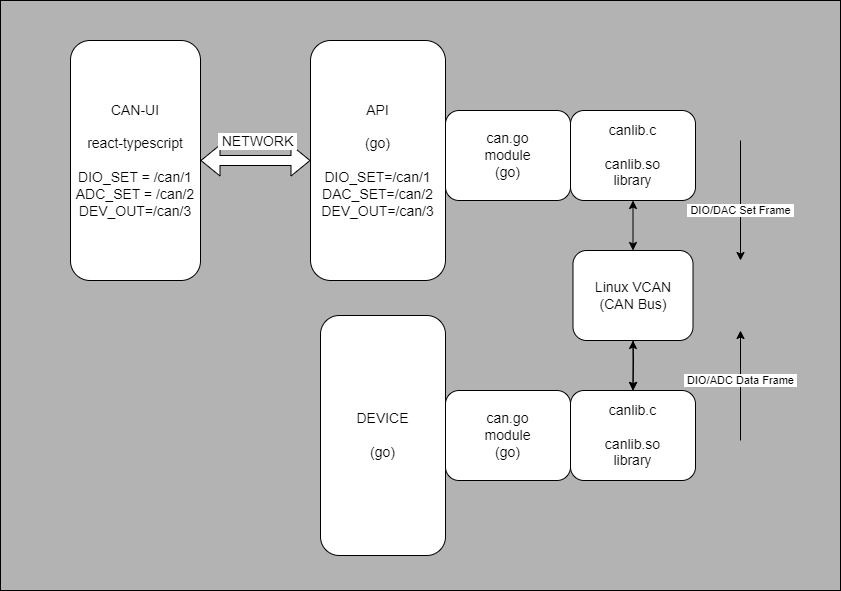 CAN-UI
react-typescript
DIO_SET = /can/1
ADC_SET = /can/2
DEV_OUT=/can/3
NETWORK
API
(go)
DIO_SET=/can/1
DAC_SET=/can/2
DEV_OUT=/can/3
can.go
module
(go)
canlib.c
canlib.so
library
DIO/DAC Set Frame
Linux VCAN
(CAN Bus)
DIO/ADC Data Frame
DEVICE
(go)
can.go
module
(go)
canlib.c
canlib.so
library